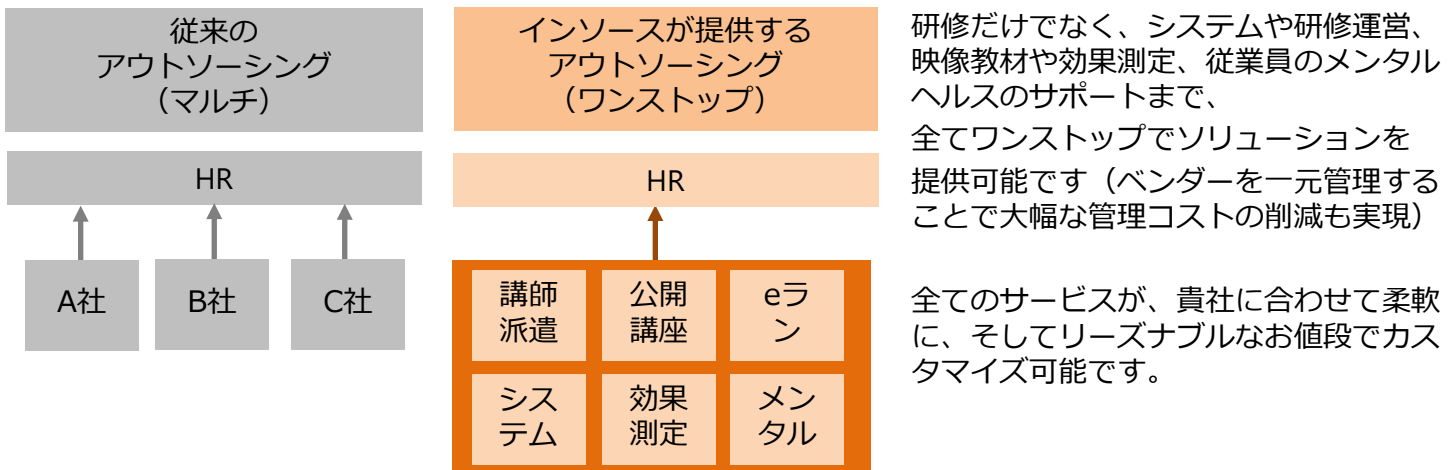 従来の
アウトソーシング
（マルチ）
HR
A社
B社
C社
インソースが提供する
アウトソーシング
（ワンストップ）
HR
講師
派遣
公開
講座
eラ
ン
シス
テム
効果
測定
メン
タル
研修だけでなく、システムや研修運営、
映像教材や効果測定、従業員のメンタル
ヘルスのサポートまで、
全てワンストップでソリューションを
提供可能です（ベンダーを一元管理する
ことで大幅な管理コストの削減も実現）
全てのサービスが、貴社に合わせて柔軟
に、そしてリーズナブルなお値段でカス
タマイズ可能です。